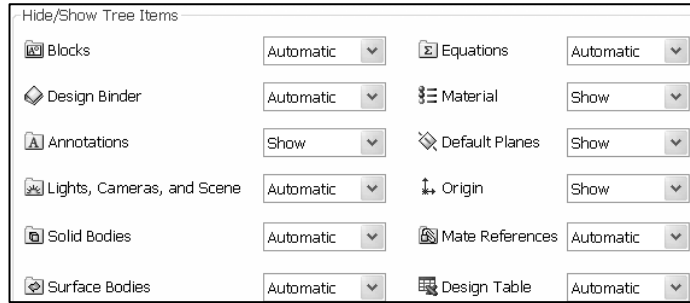 Hide/Show Tree Items
Blocks Automatic Equations Automatic
Design Binder Automatic Material Show
Annotations Show Default Planes Show
Lights, Cameras, and Scene Automatic Origin Show
Solid Bodies Automatic Mate References Automatic
Surface Bodies Automatic Design Table Automatic